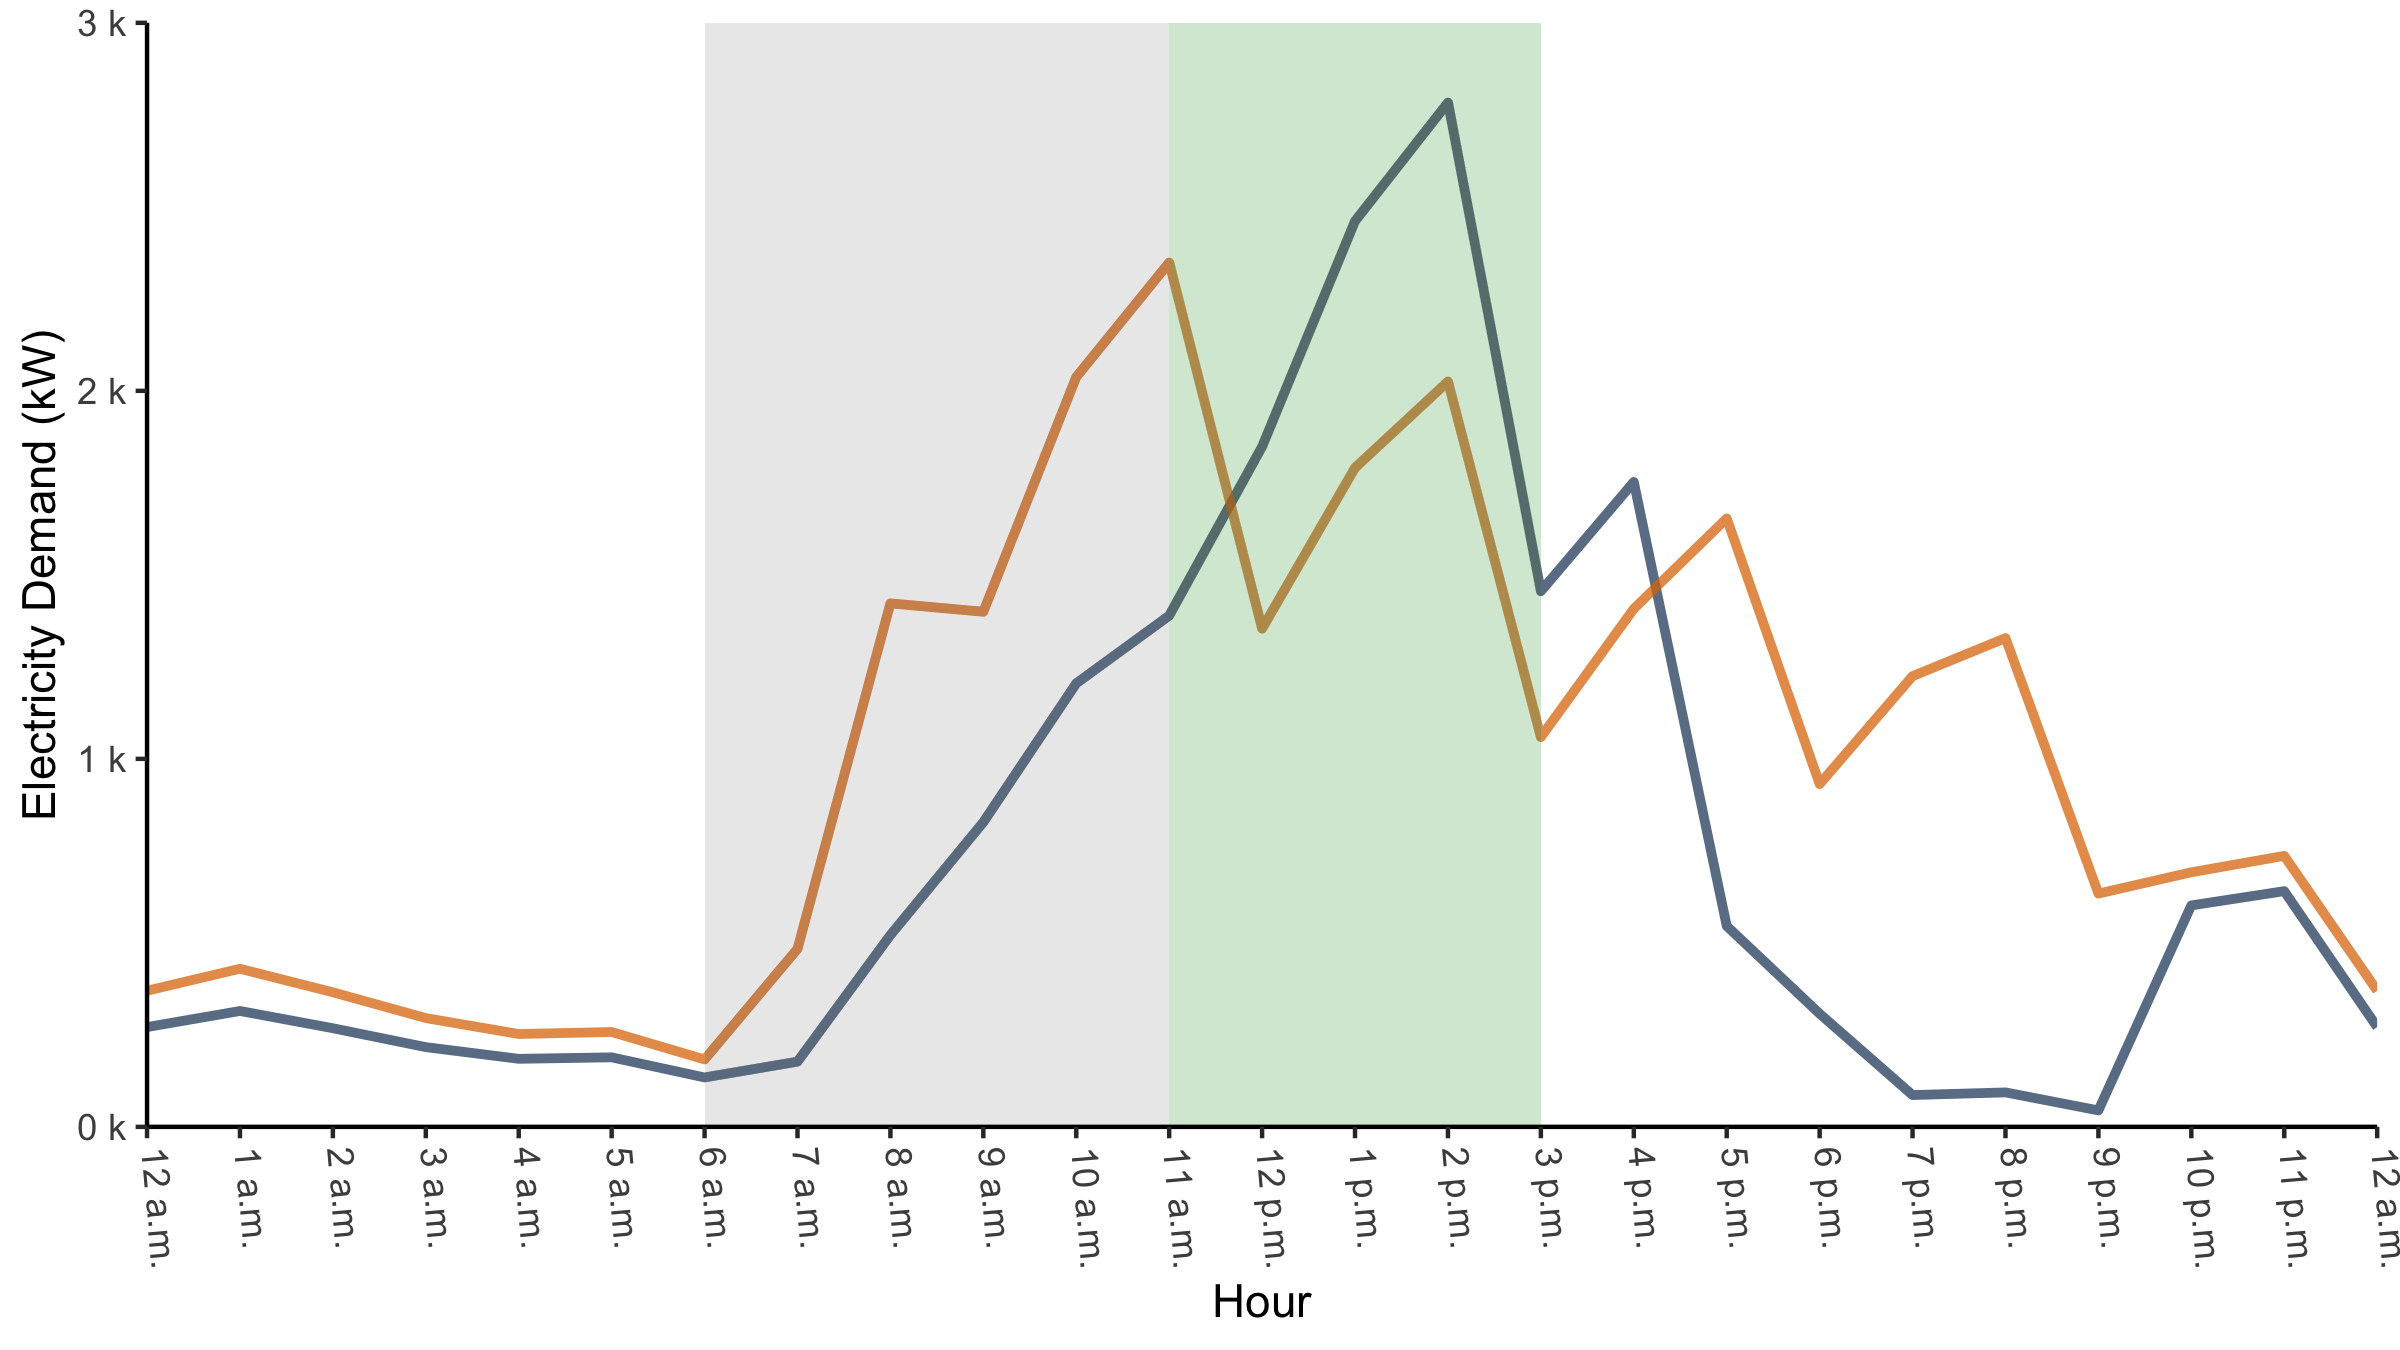 3 k
2 k
1 k
0 k
Electricity Demand (kW)
12 a.m.
1 a.m.
2 a.m.
3 a.m.
4 a.m.
5 a.m.
6 a.m.
7 a.m.
8 a.m.
9 a.m.
10 a.m.
11 a.m.
12 p.m.
1 p.m.
2 p.m.
3 p.m.
4 p.m.
5 p.m.
6 p.m.
7 p.m.
8 p.m.
9 p.m.
10 p.m.
11 p.m.
12 a.m.
Hour